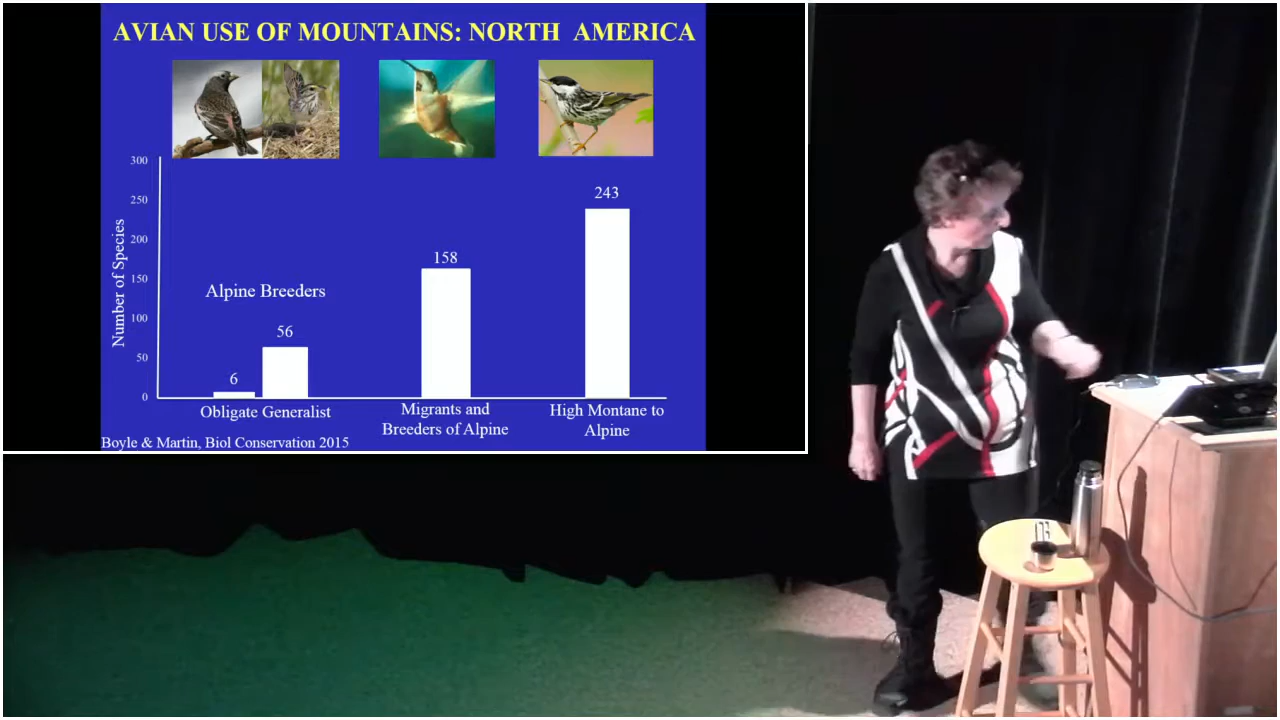 AVIAN USE OF MOUNTAINS: NORTH  AMERICA
300
250
200
150
100
50
0
Number of Species
Alpine Breeders
6
56
158
243
Obligate Generalist
Migrants and
Breeders of Alpine
High Montane to
Alpine
Boyle & Martin, Biol Conservation 2015